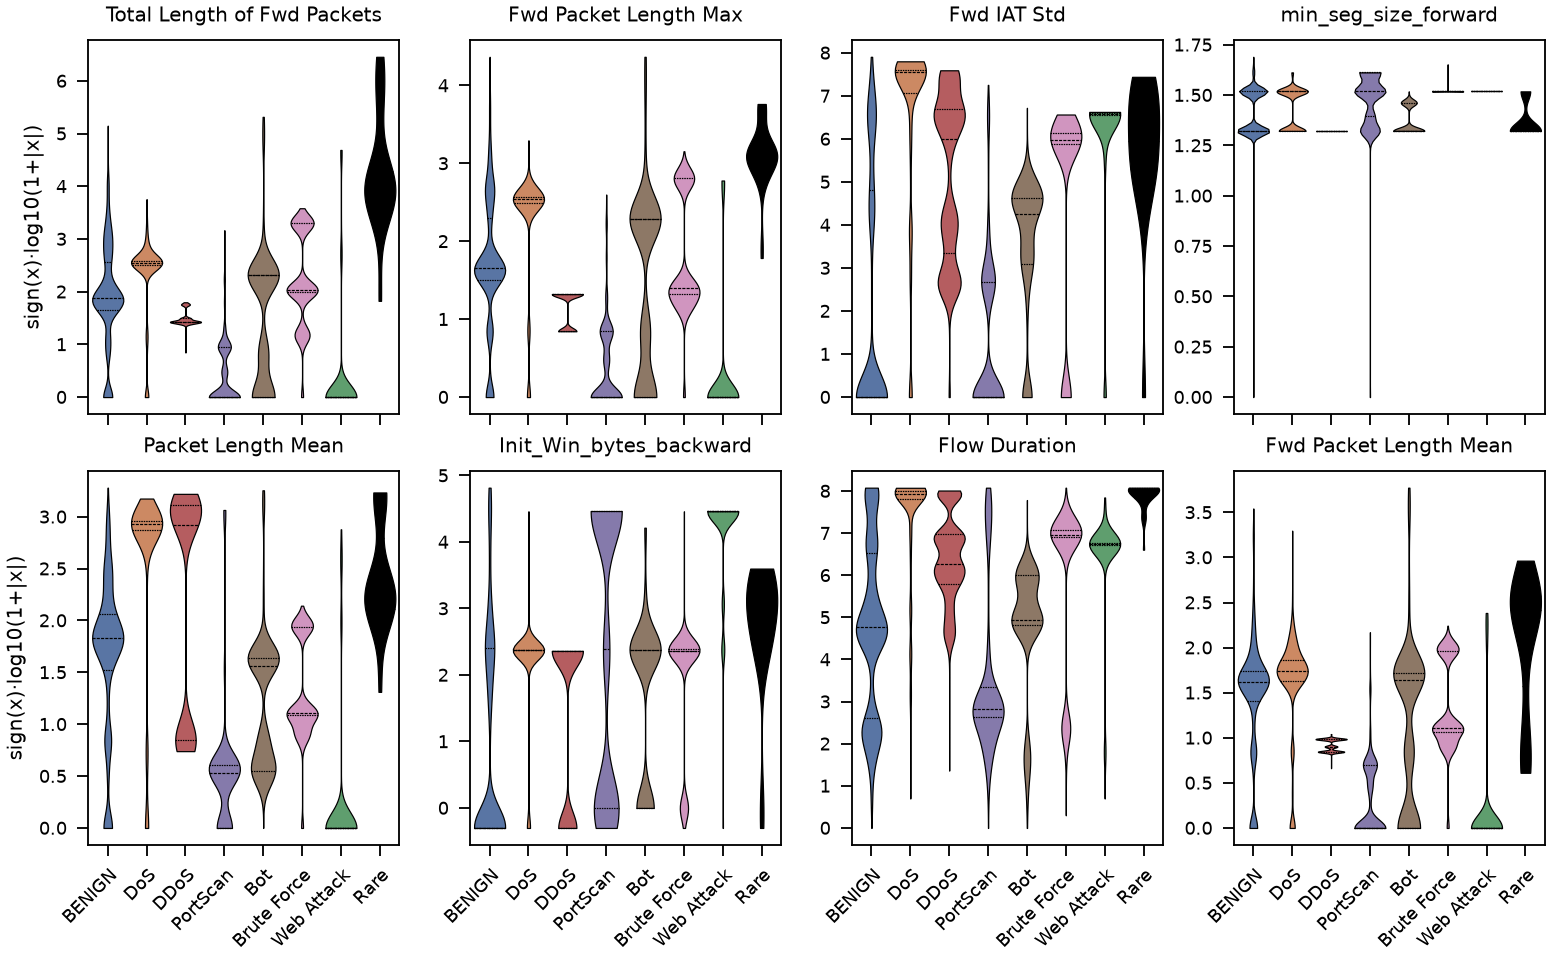 Total Length of Fwd Packets
Fwd Packet Length Max
Fwd IAT Std
min_seg_size_forward
sign(x)·log10(1+|x|)
6
5
4
3
2
1
0
4
3
2
1
0
8
7
6
5
4
3
2
1
0
1.75
1.50
1.25
1.00
0.75
0.50
0.25
0.00
Packet Length Mean
Init_Win_bytes_backward
Flow Duration
Fwd Packet Length Mean
sign(x)·log10(1+|x|)
3.0
2.5
2.0
1.5
1.0
0.5
0.0
5
4
3
2
1
0
8
7
6
5
4
3
2
1
0
3.5
3.0
2.5
2.0
1.5
1.0
0.5
0.0
BENIGN
DoS
DDoS
PortScan
Bot
Brute Force
Web Attack
Rare
BENIGN
DoS
DDoS
PortScan
Bot
Brute Force
Web Attack
Rare
BENIGN
DoS
DDoS
PortScan
Bot
Brute Force
Web Attack
Rare
BENIGN
DoS
DDoS
PortScan
Bot
Brute Force
Web Attack
Rare